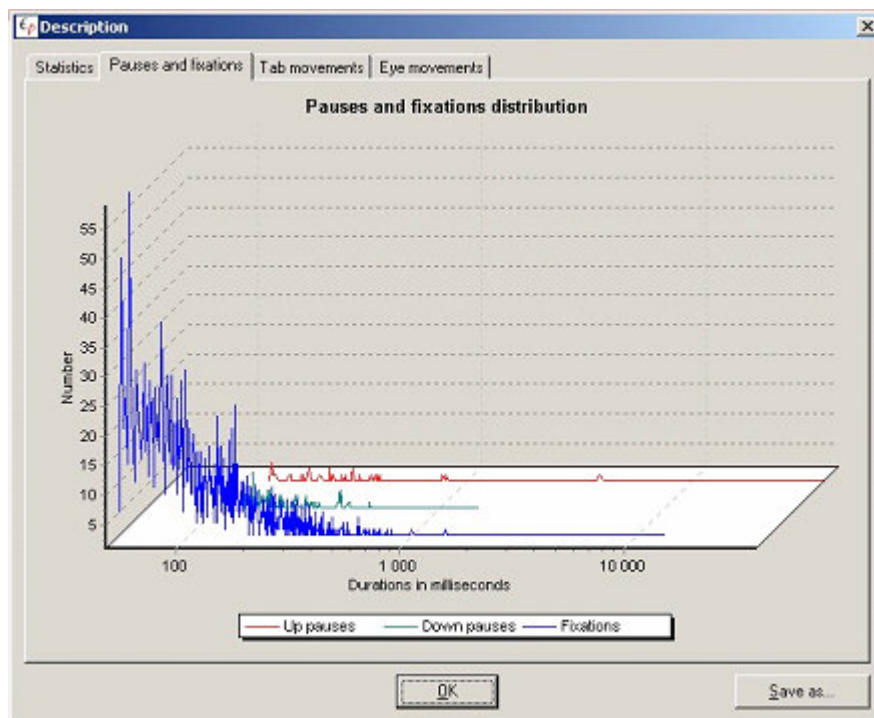 Description
Statistics Pauses and fixations Tab movements Eye movements
Pauses and fixations distribution
Number
55
50
45
40
35
30
25
20
15
10
5
100 1 000 10 000
Durations in milliseconds
Up pauses Down pauses Fixations
OK Save as...